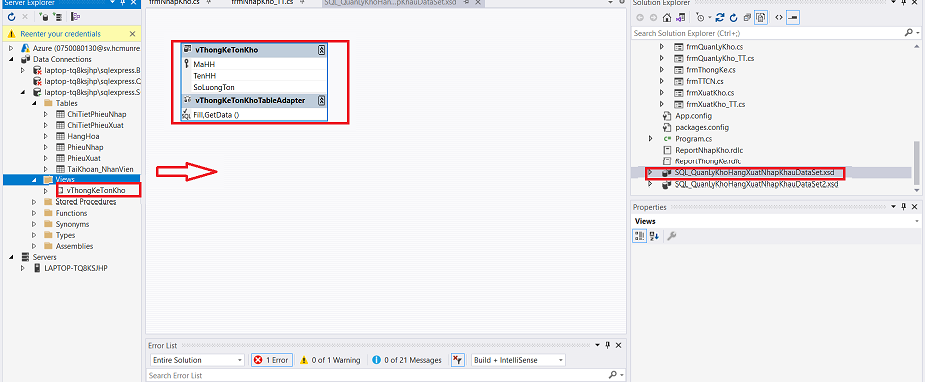 Server Explorer
Reenter your credentials
Azure (0750080130@sv.hcmunre
Data Connections
laptop-tq8ksjhp\sqlexpress.B
laptop-tq8ksjhp\sqlexpress.Q
laptop-tq8ksjhp\sqlexpress.S
Tables
ChiTietPhieuNhap
ChiTietPhieuXuat
HangHoa
PhieuNhap
PhieuXuat
TaiKhoan_NhanVien
Views
vThongKeTonKho
Stored Procedures
Functions
Synonyms
Types
Assemblies
Servers
LAPTOP-TQ8KSJHP
frmNhapKho.cs
frmNhapKho_TT.cs
SQL_QuanLyKhoHan...pKhauDataSet.xsd
vThongKeTonKho
MaHH
TenHH
SoLuongTon
vThongKeTonKhoTableAdapter
SQL Fill,GetData ()
Error List
Entire Solution
1 Error
0 of 1 Warning
0 of 21 Messages
Build + IntelliSense
Search Error List
Solution Explorer
Search Solution Explorer (Ctrl+;)
frmQuanLyKho.cs
frmQuanLyKho_TT.cs
frmThongKe.cs
frmTTCN.cs
frmXuatKho.cs
frmXuatKho_TT.cs
App.config
packages.config
C# Program.cs
ReportNhapKho.rdlc
ReportThongKe.rdlc
SQL_QuanLyKhoHangXuatNhapKhauDataSet.xsd
SQL_QuanLyKhoHangXuatNhapKhauDataSet2.xsd
Properties
Views